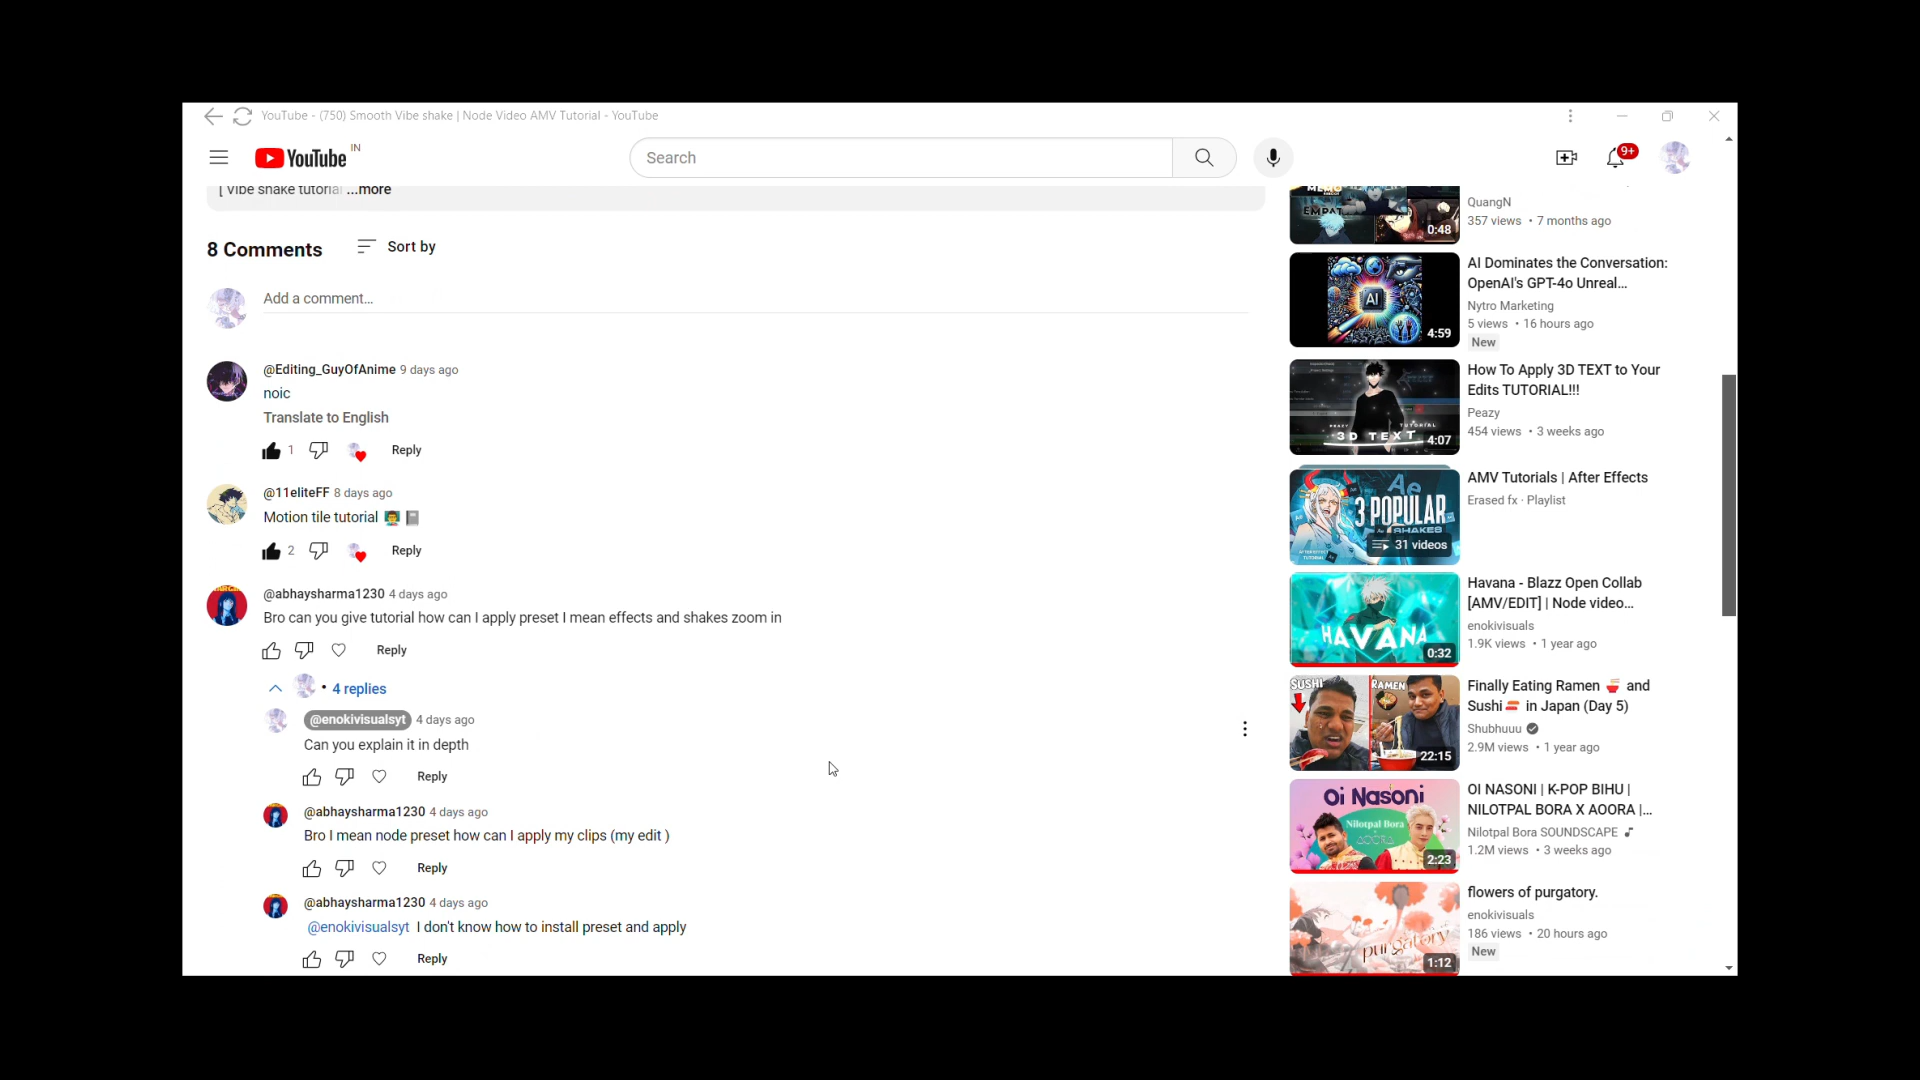 YouTube - (750) Smooth Vibe shake | Node Video AMV Tutorial - YouTube
YouTube IN
Search
9+
[ Vibe shake tutorial ...more
8 Comments
Sort by
Add a comment...
@Editing_GuyOfAnime 9 days ago
noic
Translate to English
1
Reply
@11eliteFF 8 days ago
Motion tile tutorial 👨‍🏫 📓
2
Reply
@abhaysharma1230 4 days ago
Bro can you give tutorial how can I apply preset I mean effects and shakes zoom in
Reply
• 4 replies
@enokivisualsyt 4 days ago
Can you explain it in depth
Reply
@abhaysharma1230 4 days ago
Bro I mean node preset how can I apply my clips (my edit )
Reply
@abhaysharma1230 4 days ago
@enokivisualsyt I don't know how to install preset and apply
Reply
EMPAT
0:48
QuangN
357 views • 7 months ago
AI
4:59
AI Dominates the Conversation:
OpenAI's GPT-4o Unreal...
Nytro Marketing
5 views • 16 hours ago
New
PEAZY TUTORIAL
3D TEXT
4:07
How To Apply 3D TEXT to Your
Edits TUTORIAL!!!
Peazy
454 views • 3 weeks ago
Ae
3 POPULAR
SHAKES
31 videos
AMV Tutorials | After Effects
Erased fx · Playlist
HAVANA
0:32
Havana - Blazz Open Collab
[AMV/EDIT] | Node video...
enokivisuals
1.9K views • 1 year ago
SUSHI
RAMEN
22:15
Finally Eating Ramen 🍜 and
Sushi 🍣 in Japan (Day 5)
Shubhuuu
2.9M views • 1 year ago
Oi Nasoni
Nilotpal Bora
AOORA
2:23
OI NASONI | K-POP BIHU |
NILOTPAL BORA X AOORA |...
Nilotpal Bora SOUNDSCAPE
1.2M views • 3 weeks ago
purgatory
1:12
flowers of purgatory.
enokivisuals
186 views • 20 hours ago
New